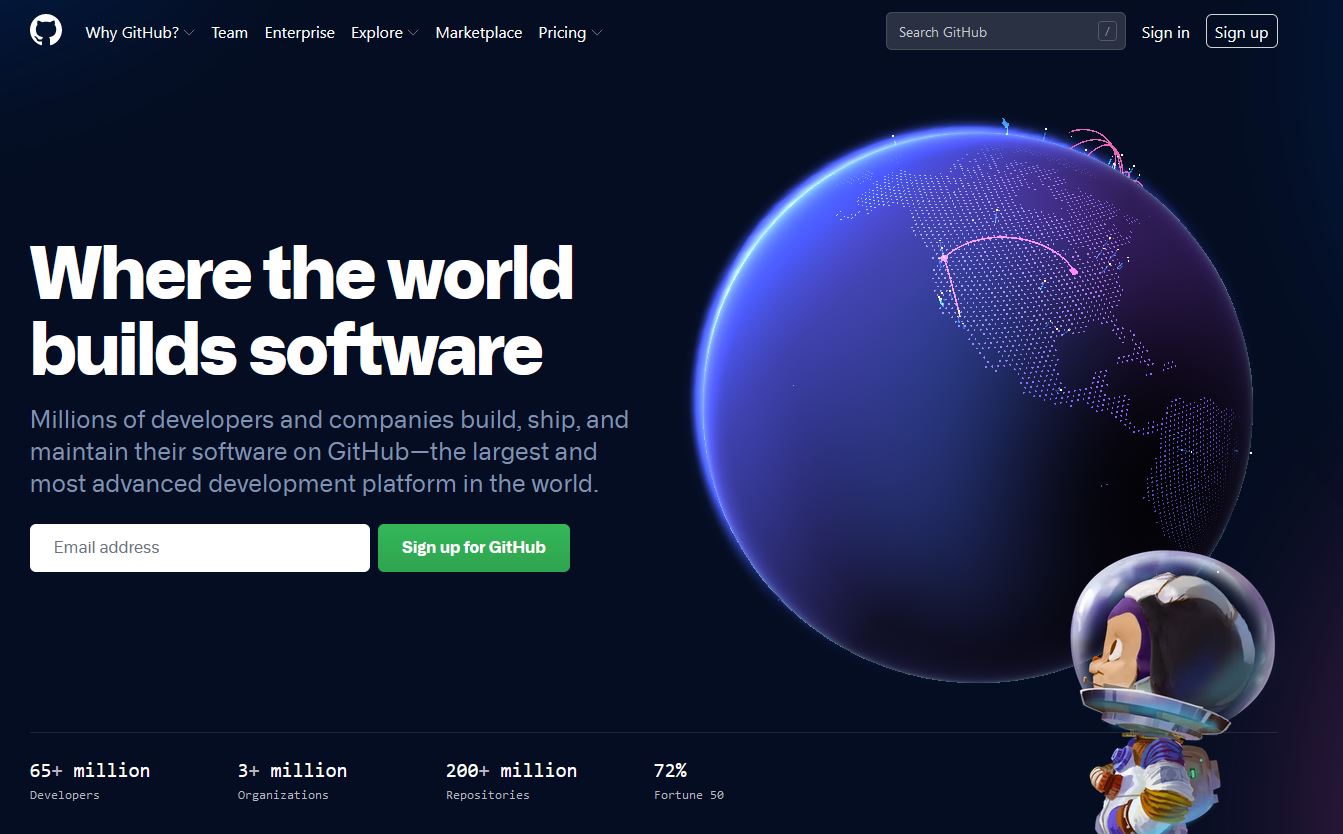 Why GitHub? Team Enterprise Explore Marketplace Pricing Search GitHub / Sign in Sign up
Where the world
builds software
Millions of developers and companies build, ship, and
maintain their software on GitHub—the largest and
most advanced development platform in the world.
Email address Sign up for GitHub
65+ million 3+ million 200+ million 72%
Developers Organizations Repositories Fortune 50